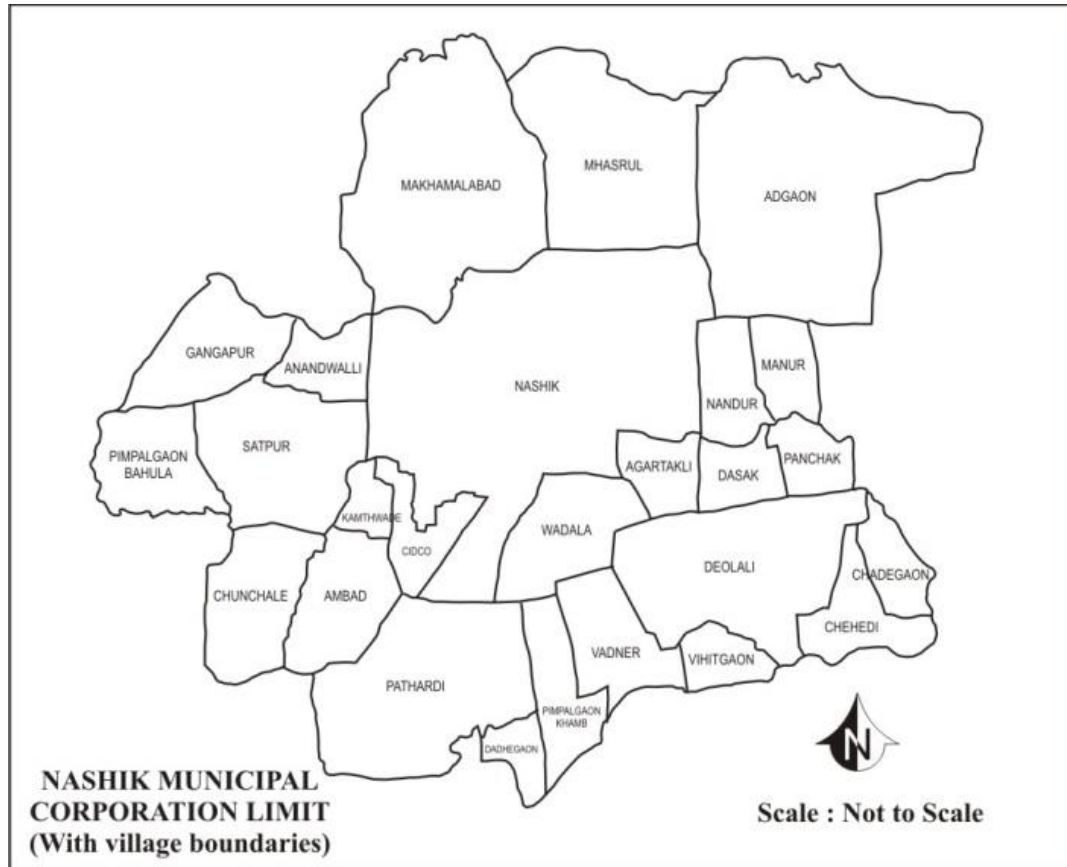 MHASRUL
MAKHAMALABAD
ADGAON
GANGAPUR
ANANDWALLI
MANUR
NASHIK
NANDUR
SATPUR
PIMPALGAON
BAHULA
AGARTAKLI
DASAK
PANCHAK
KAMTHWADE
CIDCO
WADALA
DEOLALI
CHADEGAON
CHUNCHALE
AMBAD
CHEHEDI
VADNER
VIHITGAON
PATHARDI
PIMPALGAON
KHAMB
DADHEGAON
N
NASHIK MUNICIPAL
CORPORATION LIMIT
(With village boundaries)
Scale : Not to Scale